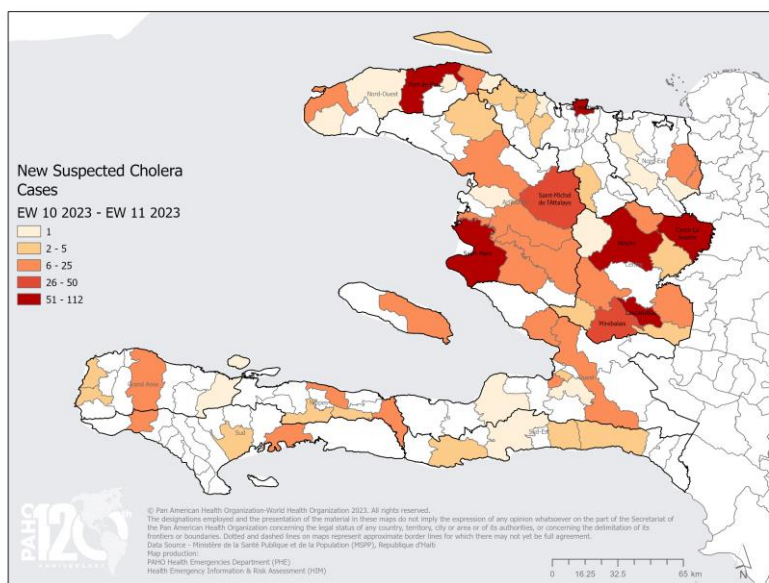 New Suspected Cholera
Cases
EW 10 2023 - EW 11 2023
1
2 - 5
6 - 25
26 - 50
51 - 112
Nord-Ouest
Nord
Nord-Est
Saint-Michel
de l'Attalaye
Mirebalais
Grand Anse
Sud
Sud-Est
PAHO
120
ANNIVERSARY
© Pan American Health Organization-World Health Organization 2023. All rights reserved.
The designations employed and the presentation of the material in these maps do not imply the expression of any opinion whatsoever on the part of the Secretariat of
the Pan American Health Organization concerning the legal status of any country, territory, city or area or of its authorities, or concerning the delimitation of its
frontiers or boundaries. Dotted and dashed lines on maps represent approximate border lines for which there may not yet be full agreement.
Data Source - Ministère de la Santé Publique et de la Population (MSPP), Republique d'Haiti
Map production:
PAHO Health Emergencies Department (PHE)
Health Emergency Information & Risk Assessment (HIM)
0 16.25 32.5 65 km
N